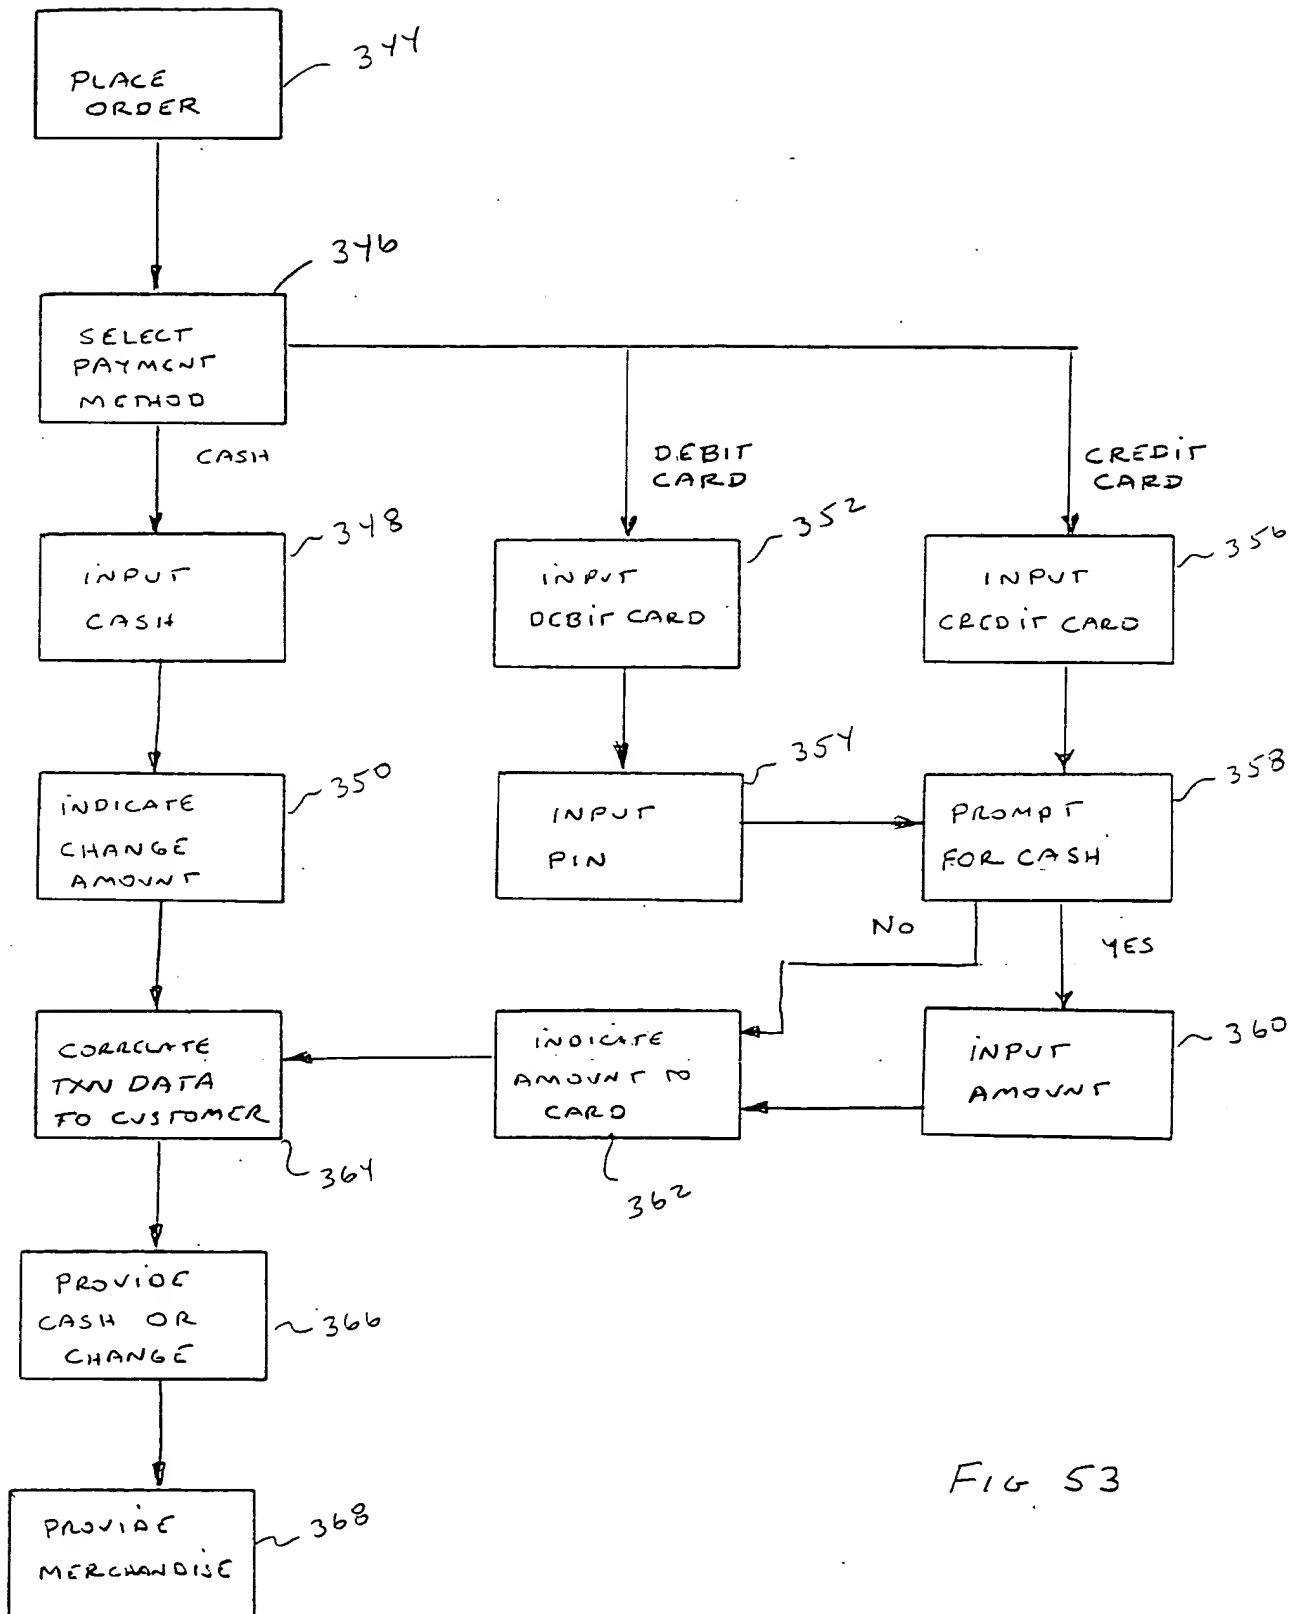 PLACE
ORDER
344
346
SELECT
PAYMENT
METHOD
CASH
DEBIT
CARD
CREDIT
CARD
348
INPUT
CASH
352
INPUT
DEBIT CARD
356
INPUT
CREDIT CARD
350
INDICATE
CHANGE
AMOUNT
354
INPUT
PIN
358
PROMPT
FOR CASH
NO
YES
CORRELATE
TXN DATA
TO CUSTOMER
364
INDICATE
AMOUNT TO
CARD
362
INPUT
AMOUNT
360
PROVIDE
CASH OR
CHANGE
366
PROVIDE
MERCHANDISE
368
FIG 53